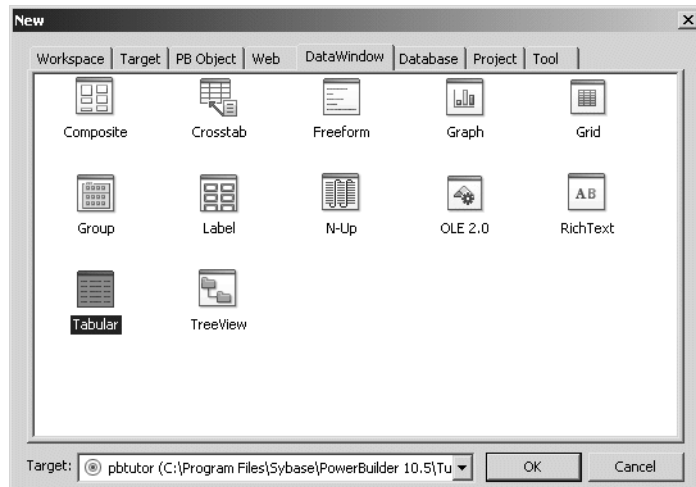 New x
Workspace Target PB Object Web DataWindow Database Project Tool
Composite Crosstab Freeform Graph Grid
AB
Group Label N-Up OLE 2.0 RichText
Tabular TreeView
Target: pbtutor (C:\Program Files\Sybase\PowerBuilder 10.5\Tu OK Cancel